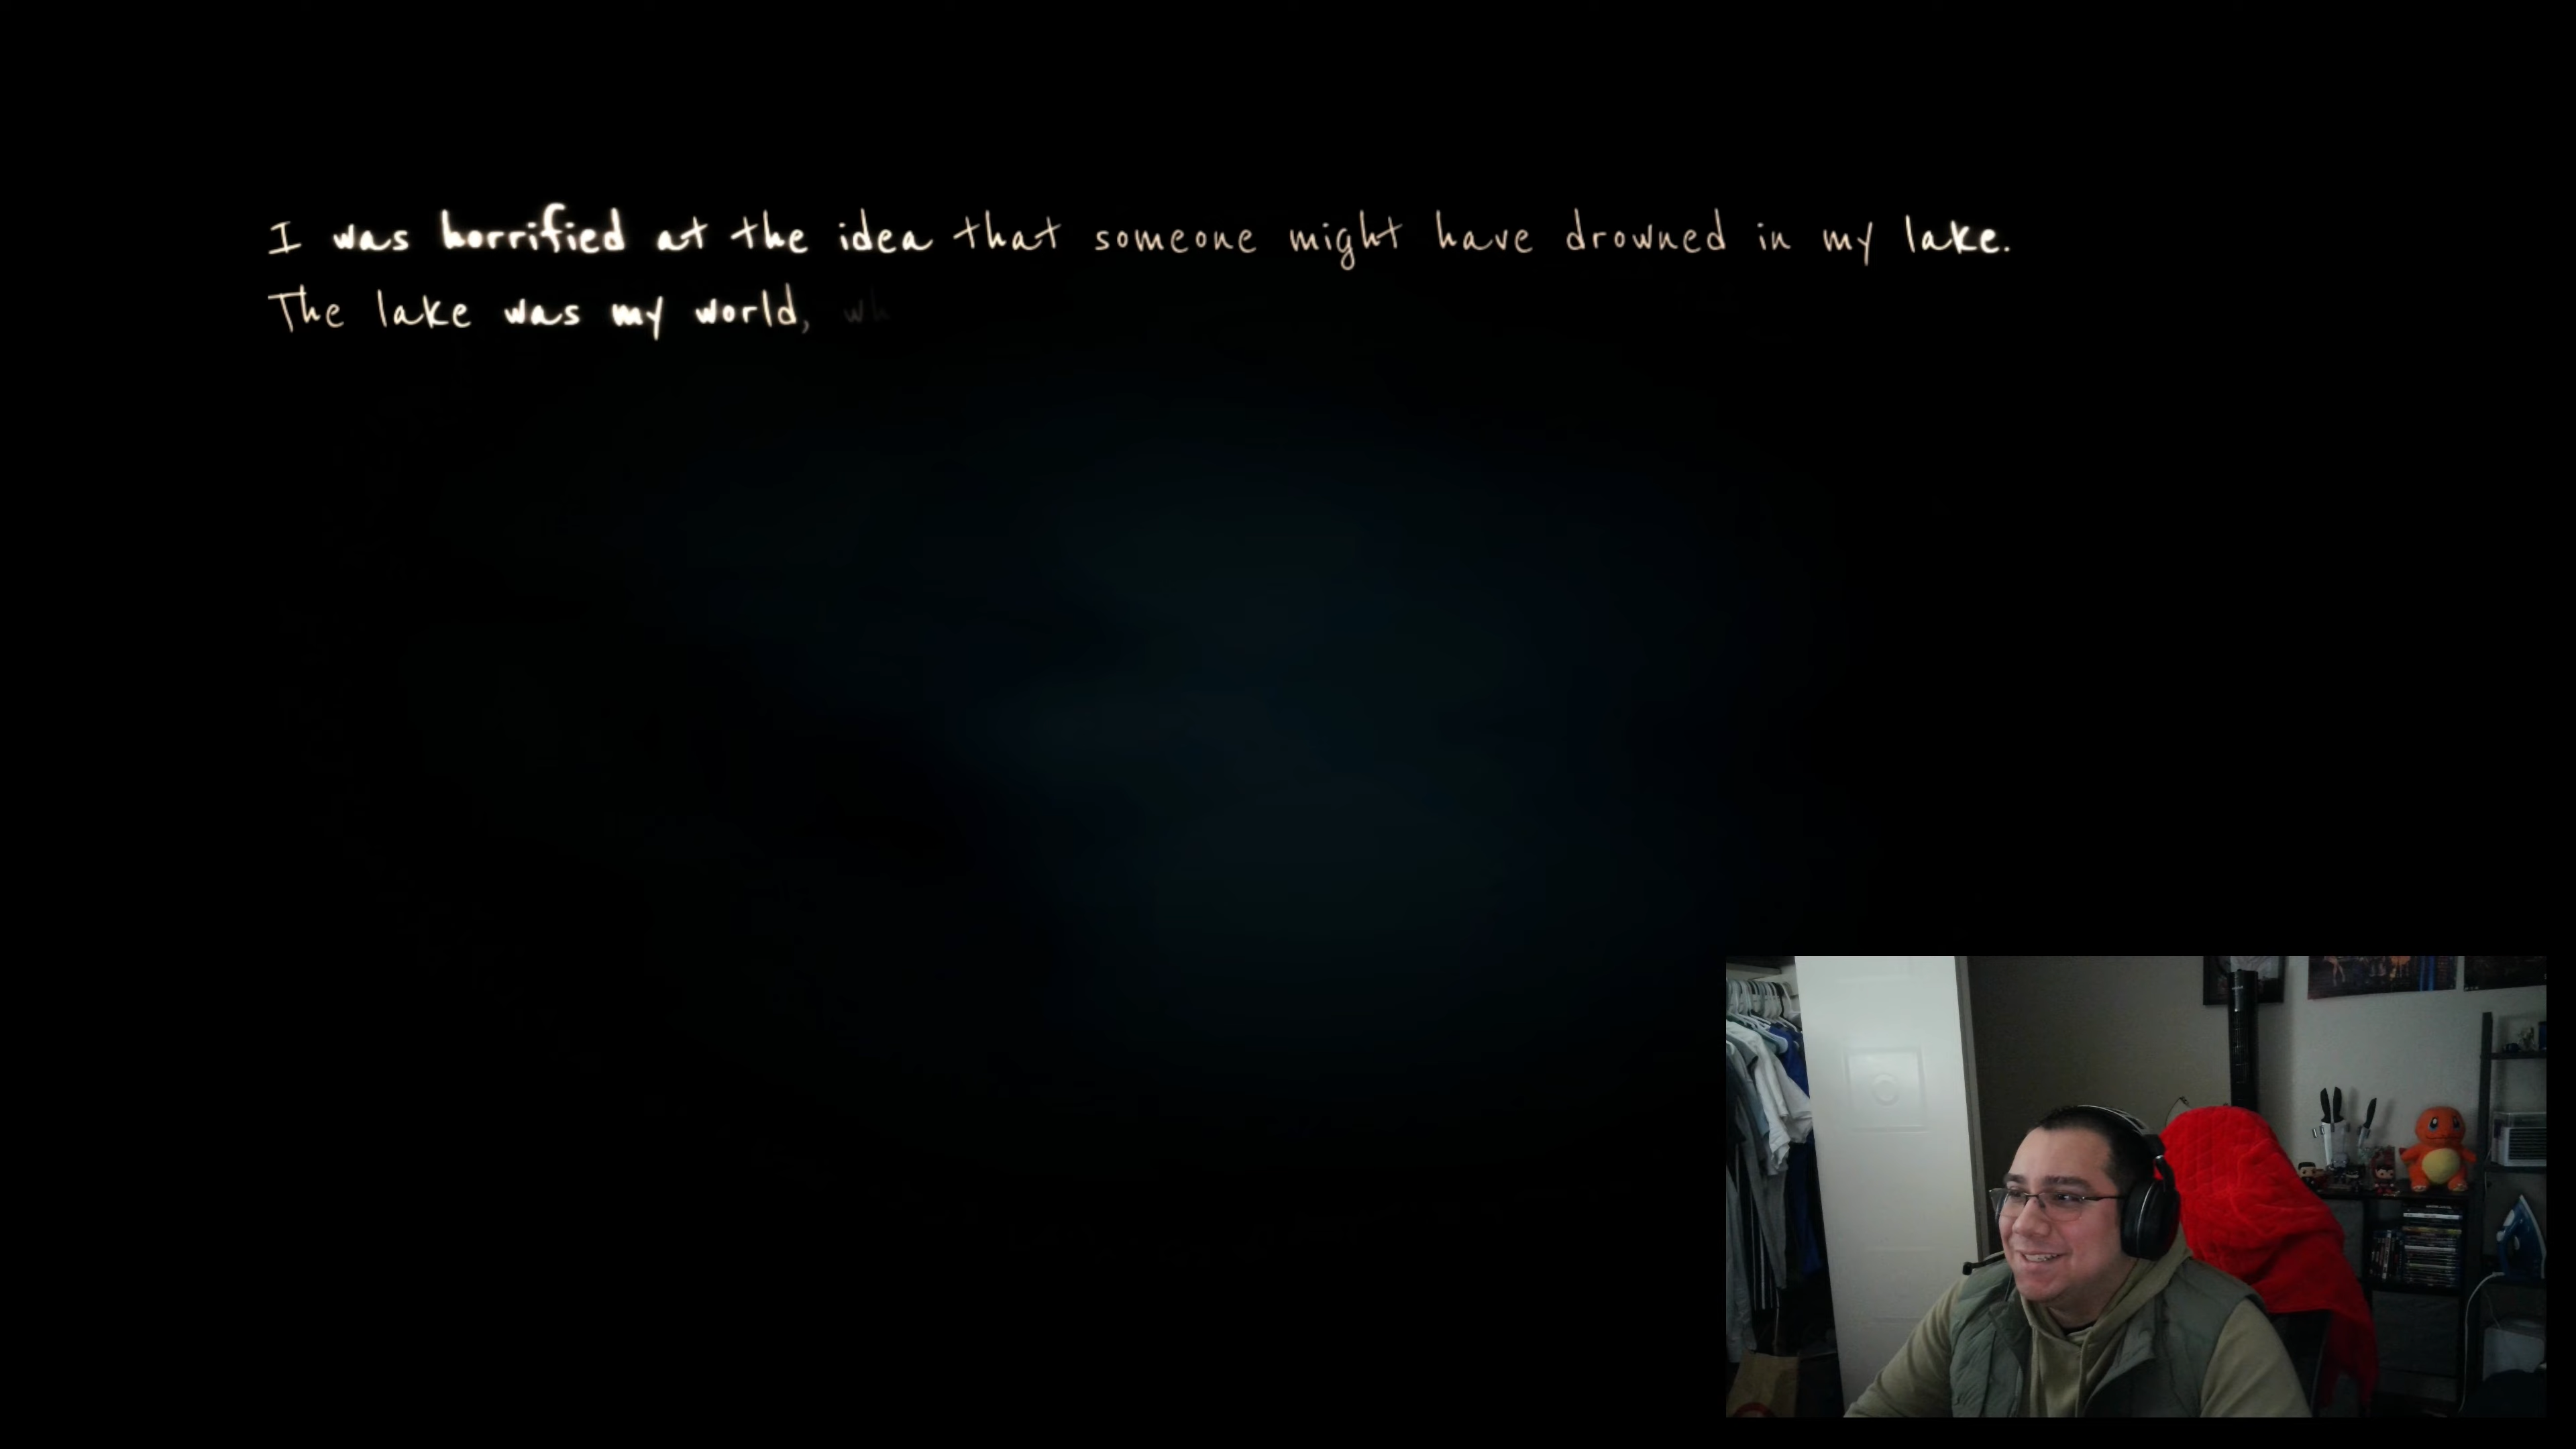 I was horrified at the idea that someone might have drowned in my lake.
The lake was my world,